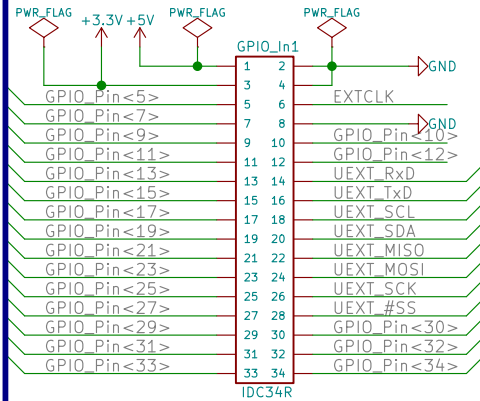 PWR_FLAG PWR_FLAG PWR_FLAG
+3.3V +5V
GPIO_In1
1 2 GND
3 4
GPIO_Pin<5> 5 6 EXTCLK
GPIO_Pin<7> 7 8 GND
GPIO_Pin<9> 9 10 GPIO_Pin<10>
GPIO_Pin<11> 11 12 GPIO_Pin<12>
GPIO_Pin<13> 13 14 UEXT_RxD
GPIO_Pin<15> 15 16 UEXT_TxD
GPIO_Pin<17> 17 18 UEXT_SCL
GPIO_Pin<19> 19 20 UEXT_SDA
GPIO_Pin<21> 21 22 UEXT_MISO
GPIO_Pin<23> 23 24 UEXT_MOSI
GPIO_Pin<25> 25 26 UEXT_SCK
GPIO_Pin<27> 27 28 UEXT_#SS
GPIO_Pin<29> 29 30 GPIO_Pin<30>
GPIO_Pin<31> 31 32 GPIO_Pin<32>
GPIO_Pin<33> 33 34 GPIO_Pin<34>
IDC34R